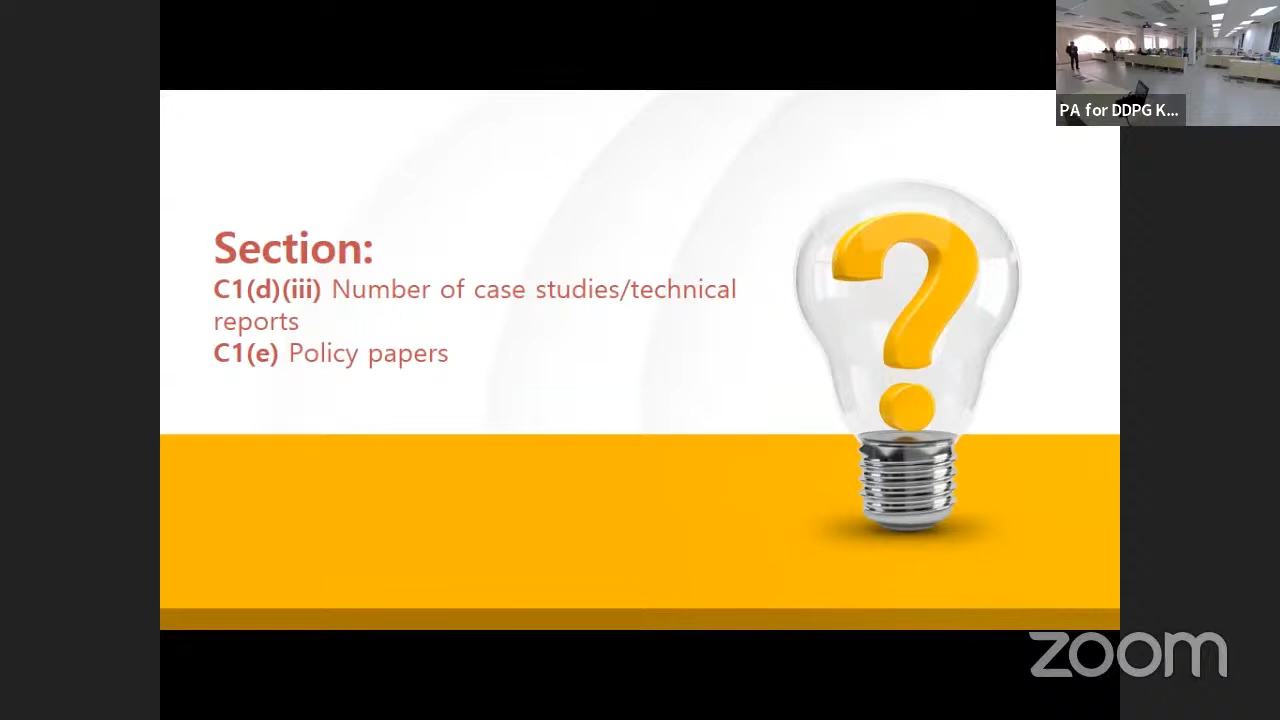 PA for DDPG K...
Section:
C1(d)(iii) Number of case studies/technical
reports
C1(e) Policy papers
zoom